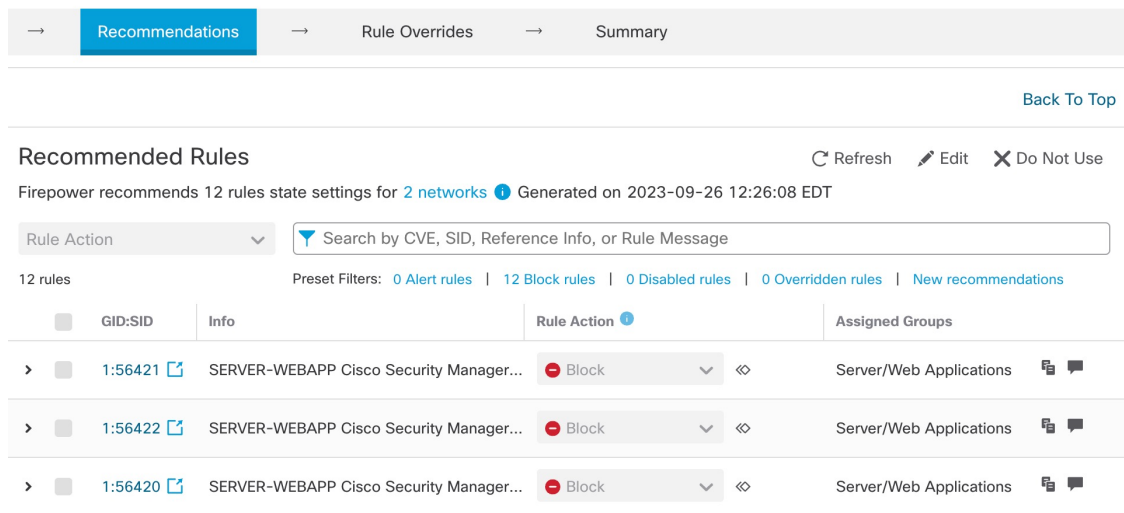 → Recommendations → Rule Overrides → Summary
Back To Top
Recommended Rules Refresh Edit Do Not Use
Firepower recommends 12 rules state settings for 2 networks Generated on 2023-09-26 12:26:08 EDT
Rule Action Search by CVE, SID, Reference Info, or Rule Message
12 rules Preset Filters: 0 Alert rules | 12 Block rules | 0 Disabled rules | 0 Overridden rules | New recommendations
GID:SID Info Rule Action Assigned Groups
1:56421 SERVER-WEBAPP Cisco Security Manager... Block Server/Web Applications
1:56422 SERVER-WEBAPP Cisco Security Manager... Block Server/Web Applications
1:56420 SERVER-WEBAPP Cisco Security Manager... Block Server/Web Applications